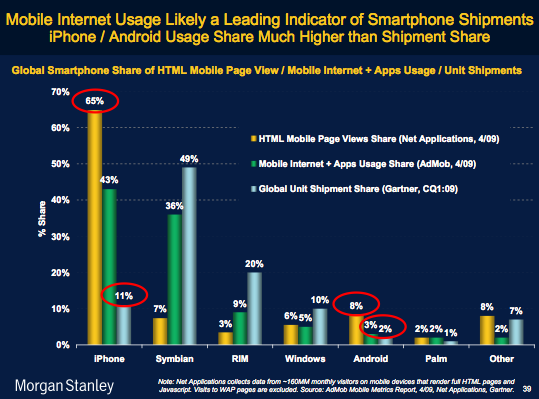 Mobile Internet Usage Likely a Leading Indicator of Smartphone Shipments
iPhone / Android Usage Share Much Higher than Shipment Share
Global Smartphone Share of HTML Mobile Page View / Mobile Internet + Apps Usage / Unit Shipments
70%
60%
50%
40%
30%
20%
10%
0%
% Share
HTML Mobile Page Views Share (Net Applications, 4/09)
Mobile Internet + Apps Usage Share (AdMob, 4/09)
Global Unit Shipment Share (Gartner, CQ1:09)
65%
43%
11%
7%
36%
49%
3%
9%
20%
6%
5%
10%
8%
3%
2%
2%
2%
1%
8%
2%
7%
iPhone
Symbian
RIM
Windows
Android
Palm
Other
Morgan Stanley
Note: Net Applications collects data from ~160MM monthly visitors on mobile devices that render full HTML pages and
Javascript. Visits to WAP pages are excluded. Source: AdMob Mobile Metrics Report, 4/09, Net Applications, Gartner.
39